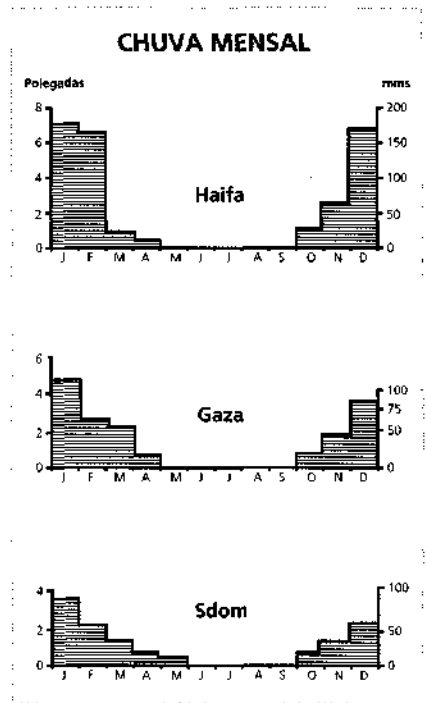 CHUVA MENSAL
Polegadas mms
8 200
6 150
4 100
Haifa
2 50
0 0
J F M A M J J A S O N D
6
4 100
75
Gaza
2 50
0 0
J F M A M J J A S O N D
4 100
Sdom
2 50
0 0
J F M A M J J A S O N D